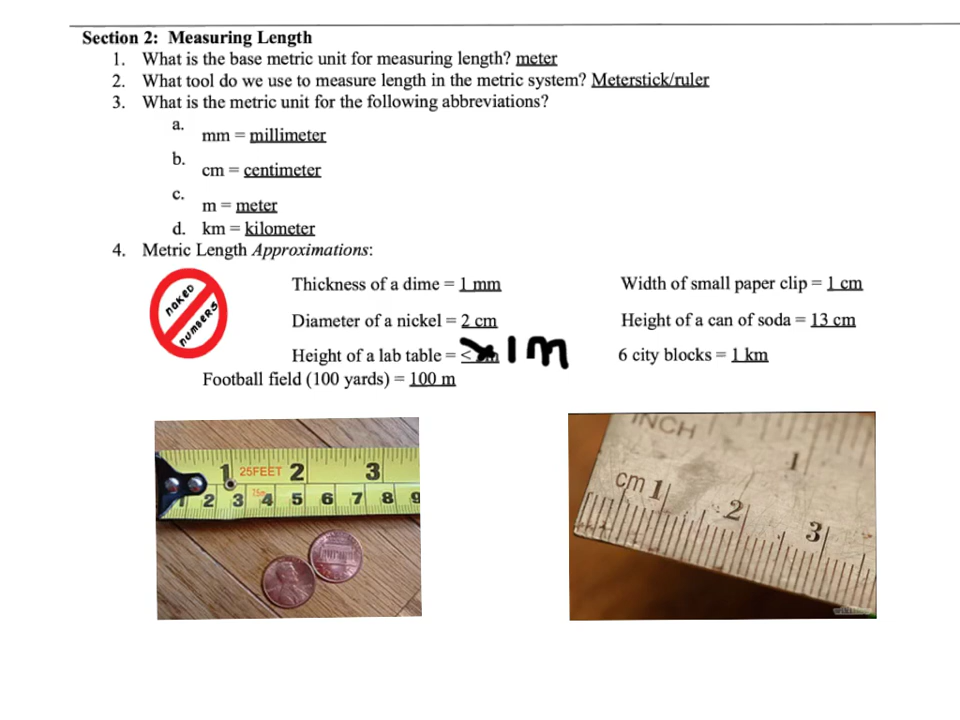 Section 2: Measuring Length
1. What is the base metric unit for measuring length? meter
2. What tool do we use to measure length in the metric system? Meterstick/ruler
3. What is the metric unit for the following abbreviations?
a.
mm = millimeter
b.
cm = centimeter
c.
m = meter
d. km = kilometer
4. Metric Length Approximations:
NAKED
NUMBERS
Thickness of a dime = 1 mm
Width of small paper clip = 1 cm
Diameter of a nickel = 2 cm
Height of a can of soda = 13 cm
Height of a lab table = < 1 m
6 city blocks = 1 km
Football field (100 yards) = 100 m
1 25FEET 2 3
1 2 3 4 5 6 7 8 9
INCH 1
cm 1 2 3